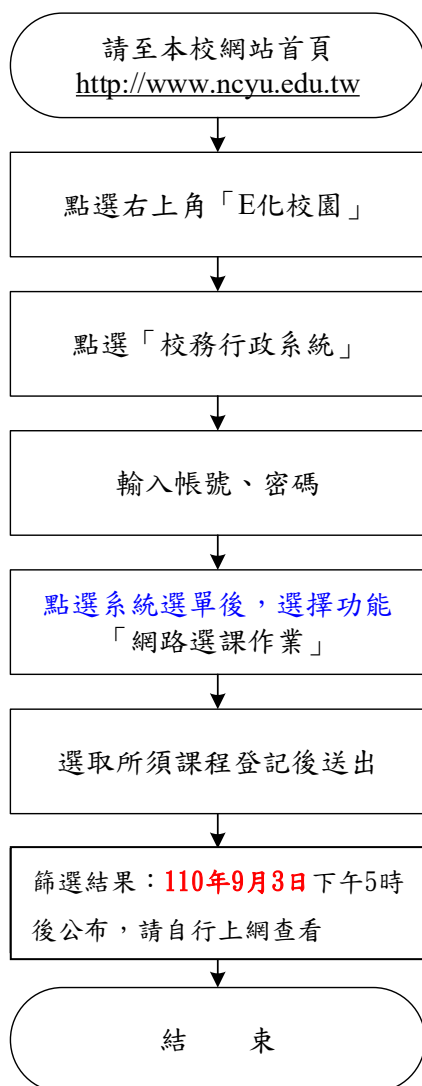 請至本校網站首頁
http://www.ncyu.edu.tw
點選右上角「E化校園」
點選「校務行政系統」
輸入帳號、密碼
點選系統選單後，選擇功能
「網路選課作業」
選取所須課程登記後送出
篩選結果：110年9月3日下午5時
後公布，請自行上網查看
結　　束